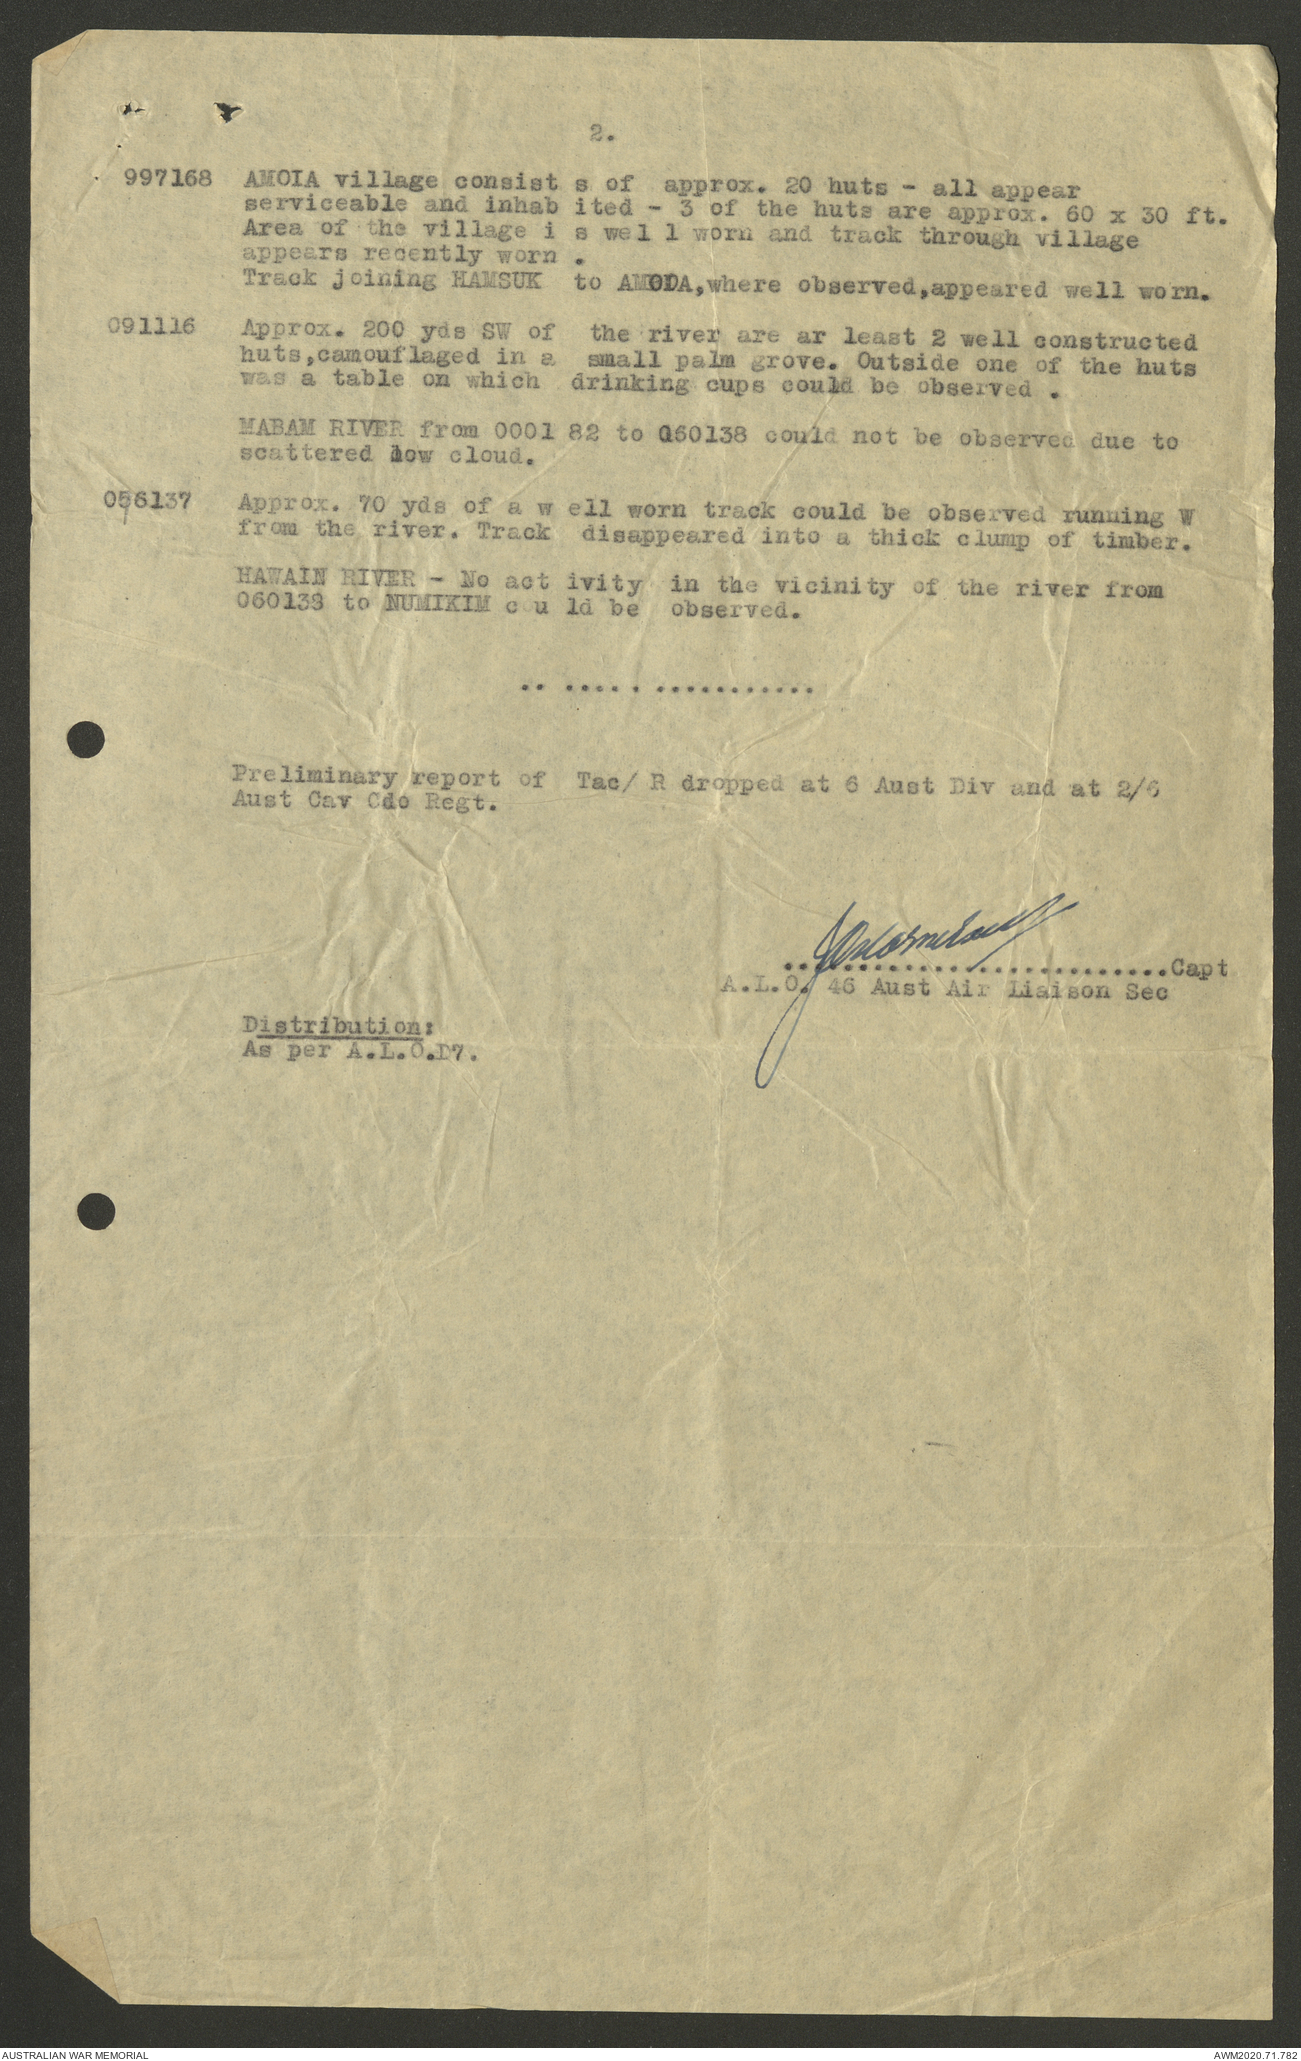 2.
997168 AMOIA village consist s of approx. 20 huts - all appear
serviceable and inhab ited - 3 of the huts are approx. 60 x 30 ft.
Area of the village i s wel l worn and track through village
appears recently worn .
Track joining HAMSUK to AMODA,where observed,appeared well worn.
091116 Approx. 200 yds SW of the river are ar least 2 well constructed
huts,camouflaged in a small palm grove. Outside one of the huts
was a table on which drinking cups could be observed .
MABAM RIVER from 0001 82 to 060138 could not be observed due to
scattered low cloud.
056137 Approx. 70 yds of a w ell worn track could be observed running W
from the river. Track disappeared into a thick clump of timber.
HAWAIN RIVER - No act ivity in the vicinity of the river from
060138 to NUMIKIM c u ld be observed.
.. ..... . ...........
Preliminary report of Tac/ R dropped at 6 Aust Div and at 2/6
Aust Cav Cdo Regt.
..........................Capt
A.L.O. 46 Aust Air Liaison Sec
Distribution:
As per A.L.O.D7.
AUSTRALIAN WAR MEMORIAL
AWM2020.71.782